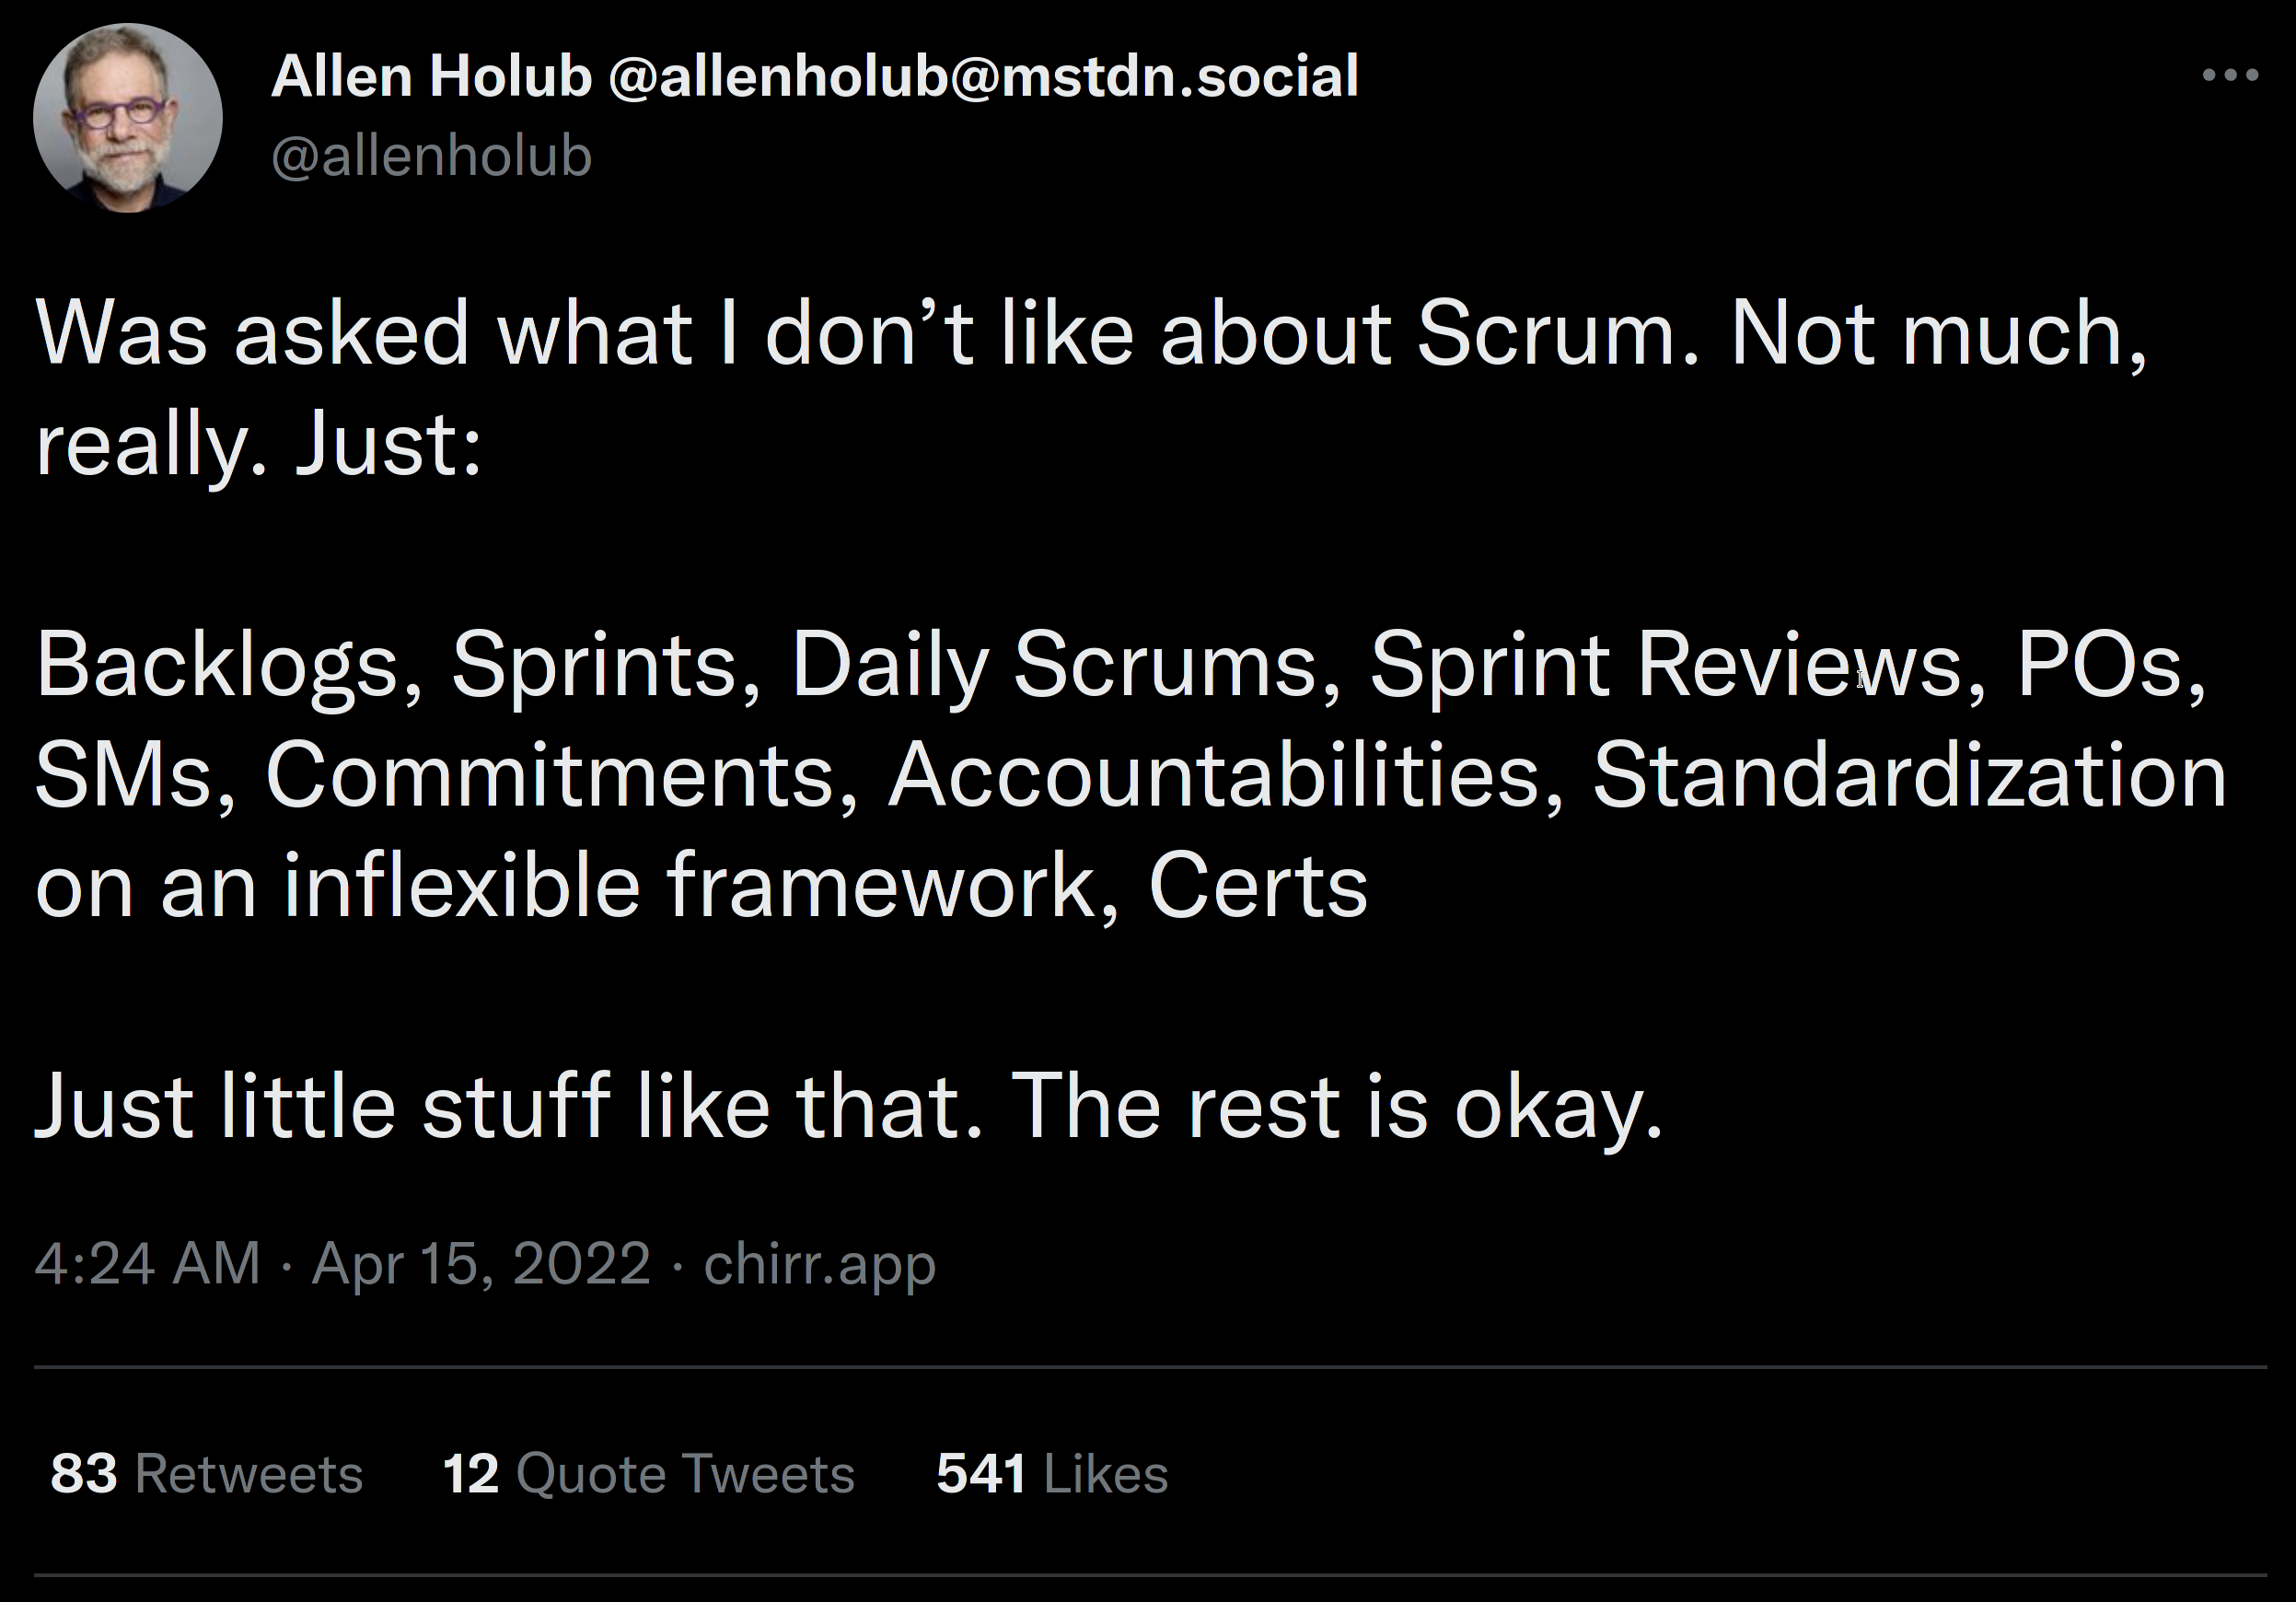 Allen Holub @allenholub@mstdn.social
@allenholub
Was asked what I don’t like about Scrum. Not much,
really. Just:
Backlogs, Sprints, Daily Scrums, Sprint Reviews, POs,
SMs, Commitments, Accountabilities, Standardization
on an inflexible framework, Certs
Just little stuff like that. The rest is okay.
4:24 AM · Apr 15, 2022 · chirr.app
83 Retweets 12 Quote Tweets 541 Likes